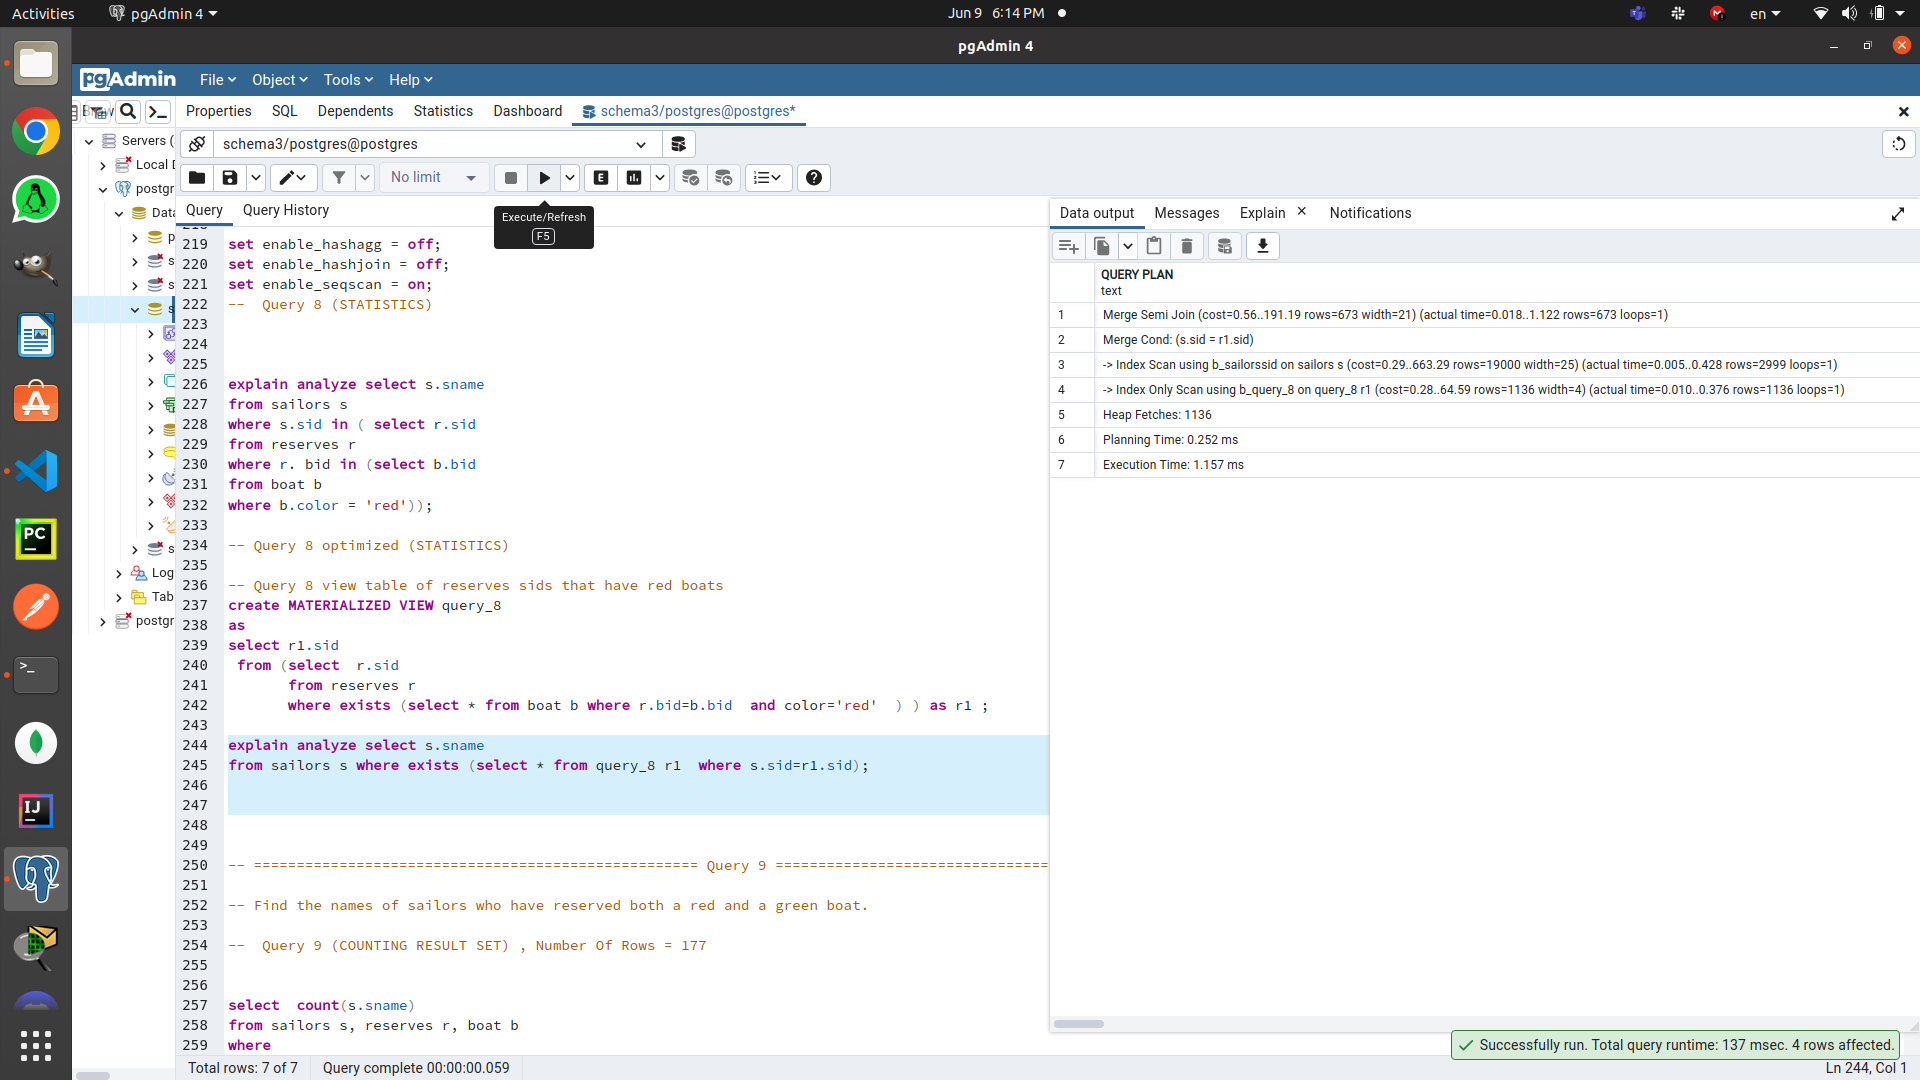 Activities
pgAdmin 4
Jun 9 6:14 PM
en
pgAdmin 4
pgAdmin
File
Object
Tools
Help
Properties
SQL
Dependents
Statistics
Dashboard
schema3/postgres@postgres*
Servers (
Local D
postgr
Data
p
s
s
s
s
Log
Tab
postgr
schema3/postgres@postgres
No limit
E
Execute/Refresh
F5
Query
Query History
219 set enable_hashagg = off;
220 set enable_hashjoin = off;
221 set enable_seqscan = on;
222 --  Query 8 (STATISTICS)
223
224
225
226 explain analyze select s.sname
227 from sailors s
228 where s.sid in ( select r.sid
229 from reserves r
230 where r. bid in (select b.bid
231 from boat b
232 where b.color = 'red'));
233
234 -- Query 8 optimized (STATISTICS)
235
236 -- Query 8 view table of reserves sids that have red boats
237 create MATERIALIZED VIEW query_8
238 as
239 select r1.sid
240  from (select  r.sid
241       from reserves r
242       where exists (select * from boat b where r.bid=b.bid  and color='red'  ) ) as r1 ;
243
244 explain analyze select s.sname
245 from sailors s where exists (select * from query_8 r1  where s.sid=r1.sid);
246
247
248
249
250 -- ==================================================== Query 9 ================================
251
252 -- Find the names of sailors who have reserved both a red and a green boat.
253
254 --  Query 9 (COUNTING RESULT SET) , Number Of Rows = 177
255
256
257 select  count(s.sname)
258 from sailors s, reserves r, boat b
259 where
Data output
Messages
Explain
Notifications
QUERY PLAN
text
1 Merge Semi Join (cost=0.56..191.19 rows=673 width=21) (actual time=0.018..1.122 rows=673 loops=1)
2 Merge Cond: (s.sid = r1.sid)
3 -> Index Scan using b_sailorssid on sailors s (cost=0.29..663.29 rows=19000 width=25) (actual time=0.005..0.428 rows=2999 loops=1)
4 -> Index Only Scan using b_query_8 on query_8 r1 (cost=0.28..64.59 rows=1136 width=4) (actual time=0.010..0.376 rows=1136 loops=1)
5 Heap Fetches: 1136
6 Planning Time: 0.252 ms
7 Execution Time: 1.157 ms
Successfully run. Total query runtime: 137 msec. 4 rows affected.
Total rows: 7 of 7
Query complete 00:00:00.059
Ln 244, Col 1
PC
IJ